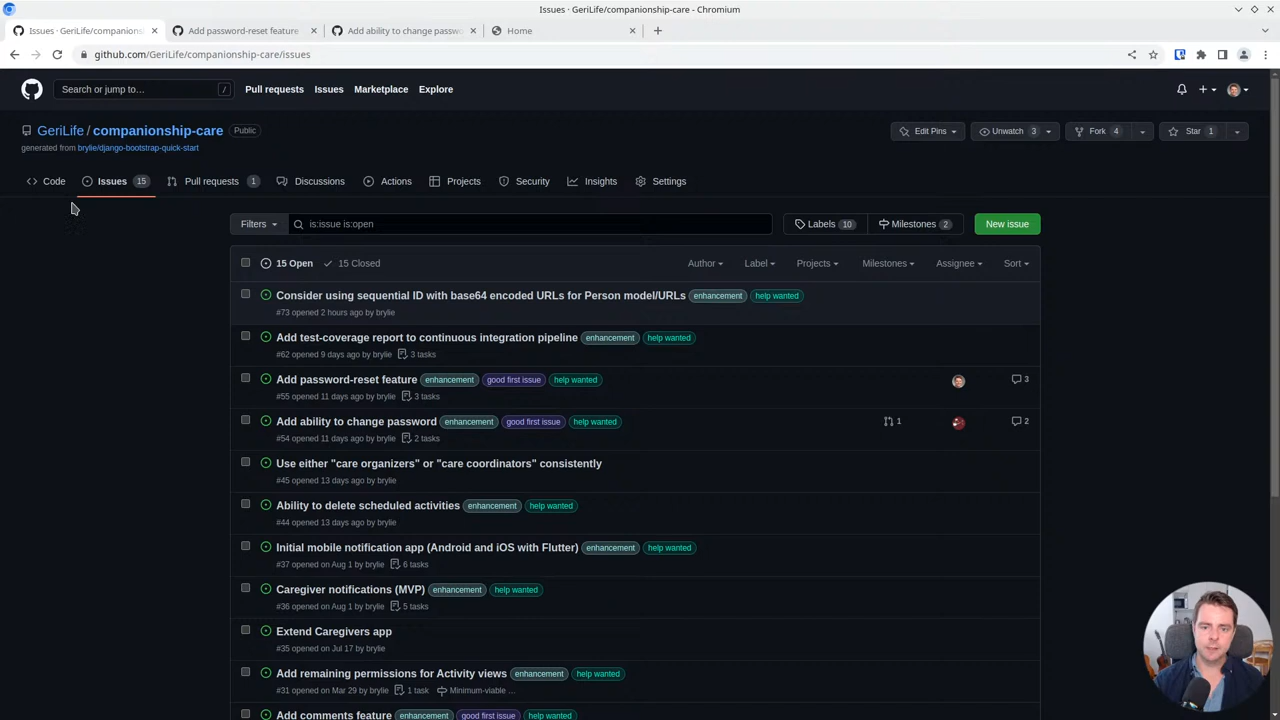 Issues · GeriLife/companionship-care - Chromium
Issues · GeriLife/companions
Add password-reset feature
Add ability to change passw
Home
github.com/GeriLife/companionship-care/issues
Search or jump to… /
Pull requests
Issues
Marketplace
Explore
GeriLife / companionship-care Public
generated from brylie/django-bootstrap-quick-start
Edit Pins
Unwatch 3
Fork 4
Star 1
Code
Issues 15
Pull requests 1
Discussions
Actions
Projects
Security
Insights
Settings
Filters
is:issue is:open
Labels 10
Milestones 2
New issue
15 Open
15 Closed
Author
Label
Projects
Milestones
Assignee
Sort
Consider using sequential ID with base64 encoded URLs for Person model/URLs enhancement help wanted
#73 opened 2 hours ago by brylie
Add test-coverage report to continuous integration pipeline enhancement help wanted
#62 opened 9 days ago by brylie 3 tasks
Add password-reset feature enhancement good first issue help wanted 3
#55 opened 11 days ago by brylie 3 tasks
Add ability to change password enhancement good first issue help wanted 1 2
#54 opened 11 days ago by brylie 2 tasks
Use either "care organizers" or "care coordinators" consistently
#45 opened 13 days ago by brylie
Ability to delete scheduled activities enhancement help wanted
#44 opened 13 days ago by brylie
Initial mobile notification app (Android and iOS with Flutter) enhancement help wanted
#37 opened on Aug 1 by brylie 6 tasks
Caregiver notifications (MVP) enhancement help wanted
#36 opened on Aug 1 by brylie 5 tasks
Extend Caregivers app
#35 opened on Jul 17 by brylie
Add remaining permissions for Activity views enhancement help wanted
#31 opened on Mar 29 by brylie 1 task Minimum-viable ...
Add comments feature enhancement good first issue help wanted